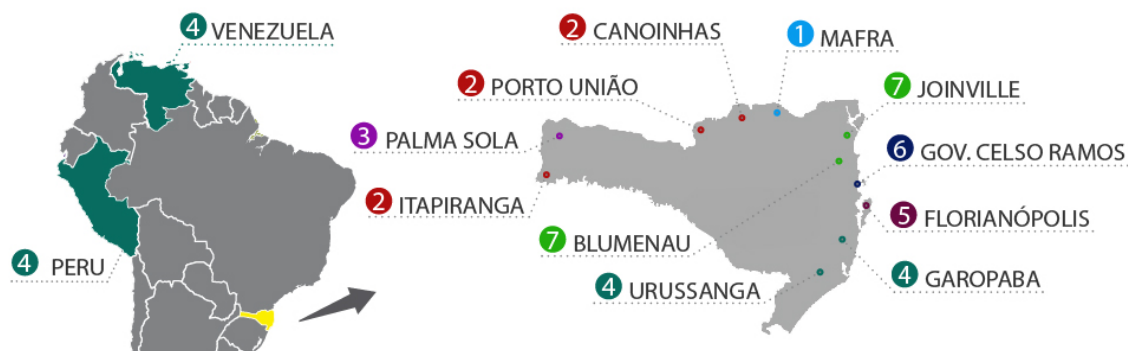 4 VENEZUELA
4 PERU
2 CANOINHAS
1 MAFRA
2 PORTO UNIÃO
7 JOINVILLE
3 PALMA SOLA
6 GOV. CELSO RAMOS
2 ITAPIRANGA
5 FLORIANÓPOLIS
7 BLUMENAU
4 URUSSANGA
4 GAROPABA